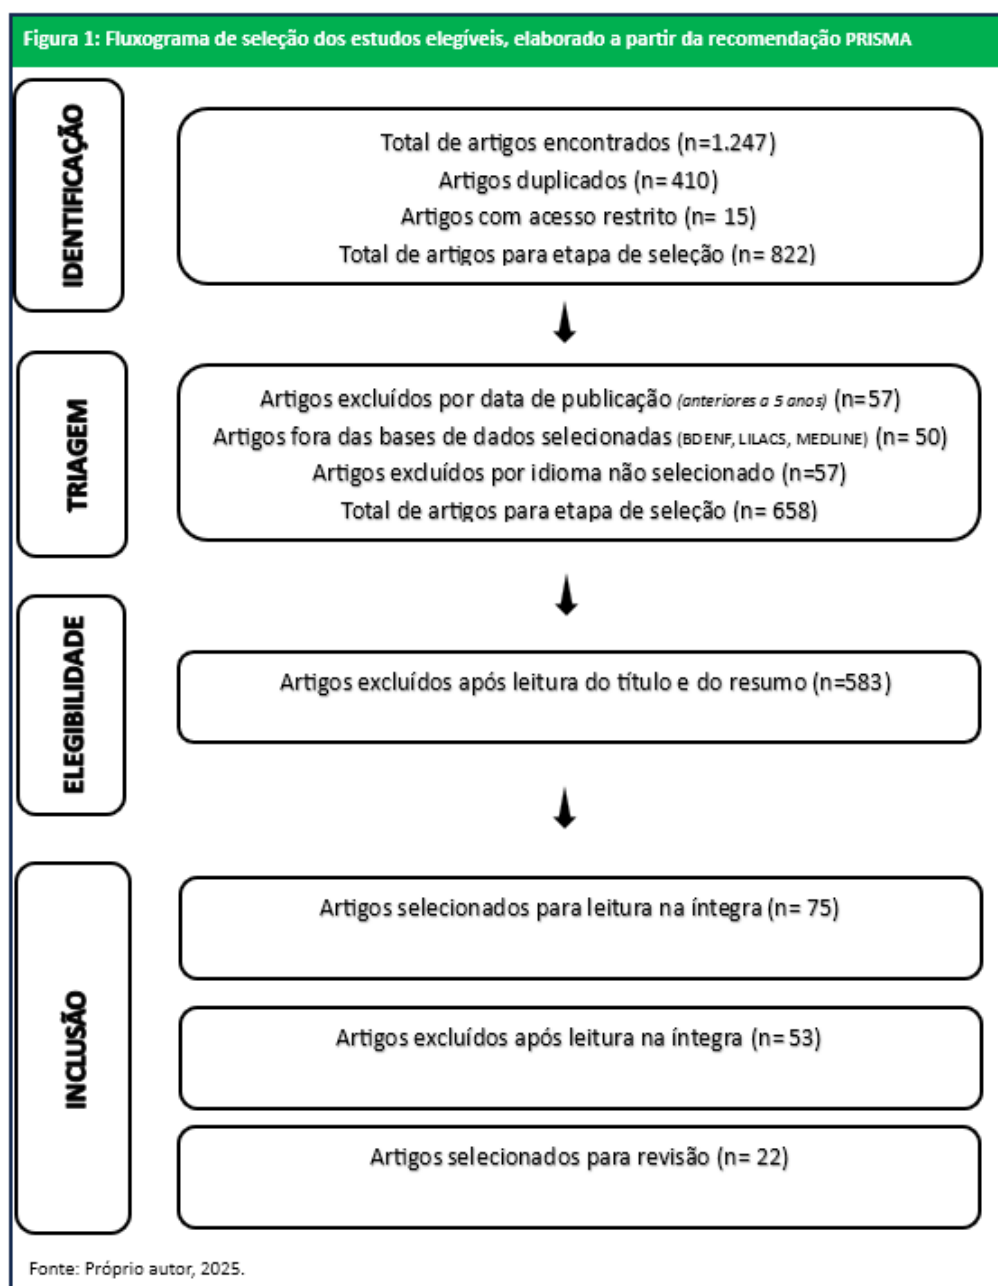 Figura 1: Fluxograma de seleção dos estudos elegíveis, elaborado a partir da recomendação PRISMA
IDENTIFICAÇÃO
Total de artigos encontrados (n=1.247)
Artigos duplicados (n= 410)
Artigos com acesso restrito (n= 15)
Total de artigos para etapa de seleção (n= 822)
TRIAGEM
Artigos excluídos por data de publicação (anteriores a 5 anos) (n=57)
Artigos fora das bases de dados selecionadas (BDENF, LILACS, MEDLINE) (n= 50)
Artigos excluídos por idioma não selecionado (n=57)
Total de artigos para etapa de seleção (n= 658)
ELEGIBILIDADE
Artigos excluídos após leitura do título e do resumo (n=583)
INCLUSÃO
Artigos selecionados para leitura na íntegra (n= 75)
Artigos excluídos após leitura na íntegra (n= 53)
Artigos selecionados para revisão (n= 22)
Fonte: Próprio autor, 2025.